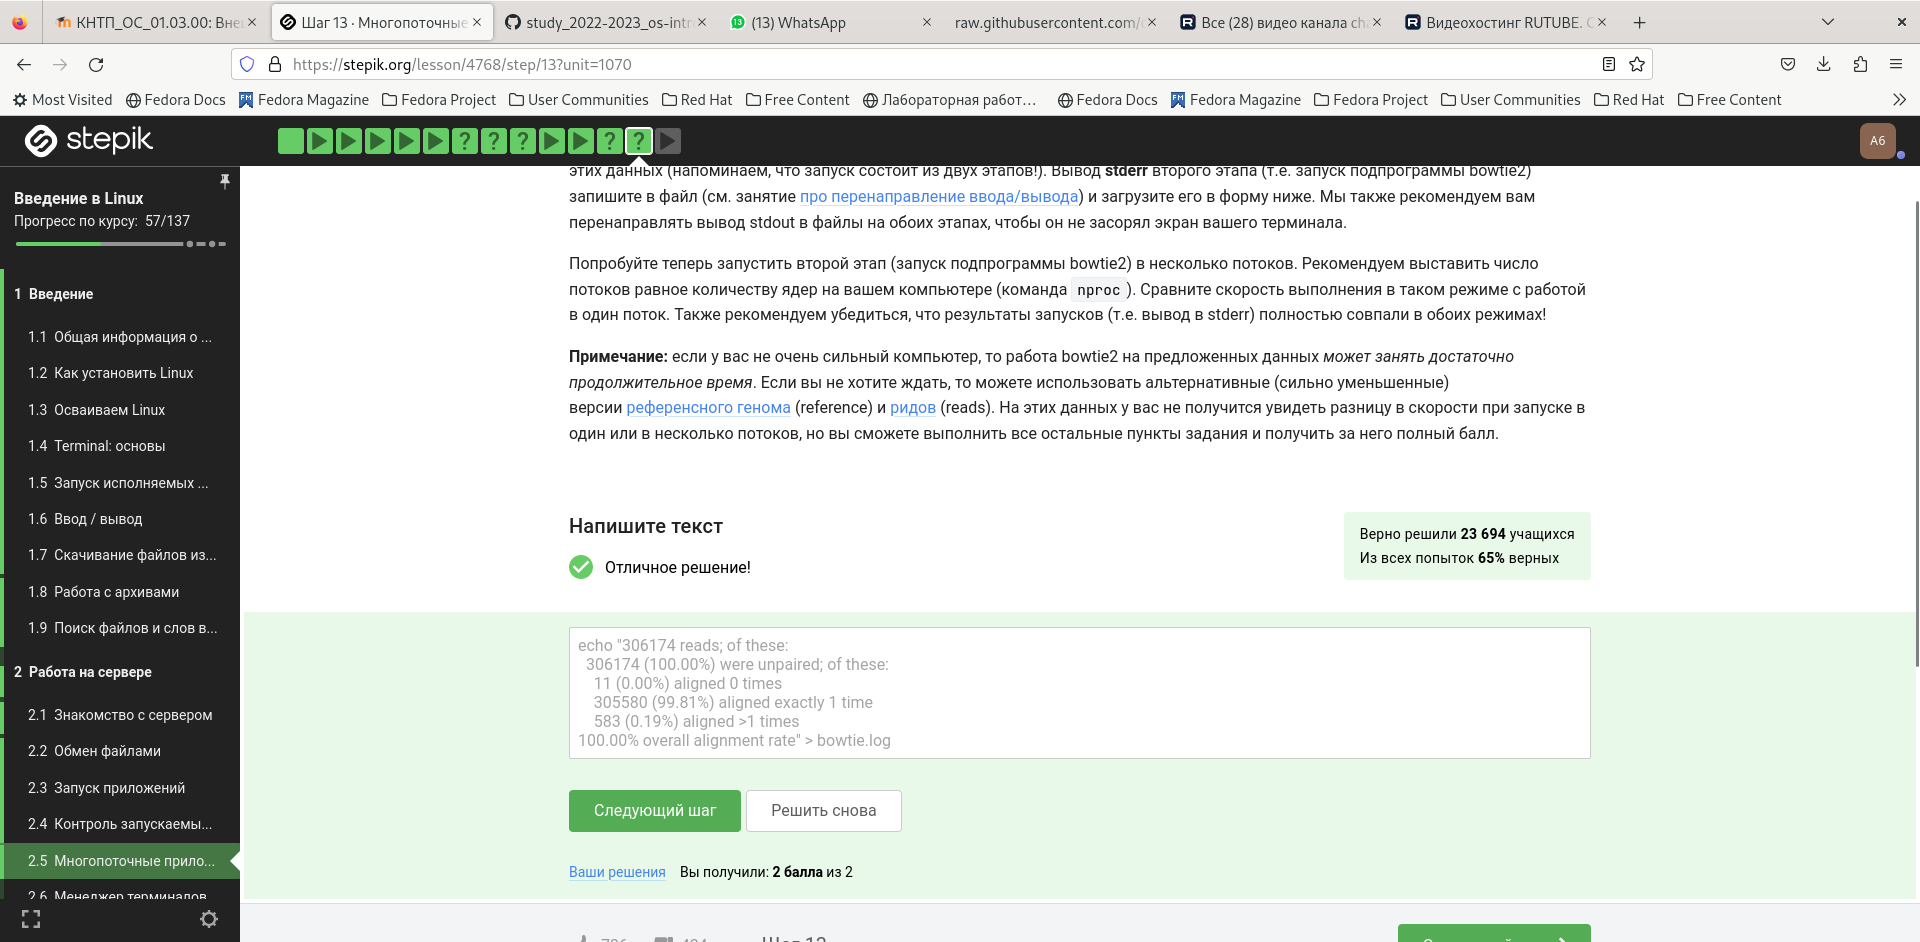 КНТП_ОС_01.03.00: Вне
Шаг 13 · Многопоточные
study_2022-2023_os-intr
(13) WhatsApp
raw.githubusercontent.com/
Все (28) видео канала
Видеохостинг RUTUBE.
https://stepik.org/lesson/4768/step/13?unit=1070
Most Visited
Fedora Docs
Fedora Magazine
Fedora Project
User Communities
Red Hat
Free Content
Лабораторная работ...
Fedora Docs
Fedora Magazine
Fedora Project
User Communities
Red Hat
Free Content
stepik
А6
Введение в Linux
Прогресс по курсу: 57/137
1 Введение
1.1 Общая информация о ...
1.2 Как установить Linux
1.3 Осваиваем Linux
1.4 Terminal: основы
1.5 Запуск исполняемых ...
1.6 Ввод / вывод
1.7 Скачивание файлов из...
1.8 Работа с архивами
1.9 Поиск файлов и слов в...
2 Работа на сервере
2.1 Знакомство с сервером
2.2 Обмен файлами
2.3 Запуск приложений
2.4 Контроль запускаемы...
2.5 Многопоточные прило...
2.6 Менеджер терминалов
этих данных (напоминаем, что запуск состоит из двух этапов!). Вывод stderr второго этапа (т.е. запуск подпрограммы bowtie2)
запишите в файл (см. занятие про перенаправление ввода/вывода) и загрузите его в форму ниже. Мы также рекомендуем вам
перенаправлять вывод stdout в файлы на обоих этапах, чтобы он не засорял экран вашего терминала.
Попробуйте теперь запустить второй этап (запуск подпрограммы bowtie2) в несколько потоков. Рекомендуем выставить число
потоков равное количеству ядер на вашем компьютере (команда nproc ). Сравните скорость выполнения в таком режиме с работой
в один поток. Также рекомендуем убедиться, что результаты запусков (т.е. вывод в stderr) полностью совпали в обоих режимах!
Примечание: если у вас не очень сильный компьютер, то работа bowtie2 на предложенных данных может занять достаточно
продолжительное время. Если вы не хотите ждать, то можете использовать альтернативные (сильно уменьшенные)
версии референсного генома (reference) и ридов (reads). На этих данных у вас не получится увидеть разницу в скорости при запуске в
один или в несколько потоков, но вы сможете выполнить все остальные пункты задания и получить за него полный балл.
Напишите текст
Отличное решение!
Верно решили 23 694 учащихся
Из всех попыток 65% верных
echo "306174 reads; of these:
306174 (100.00%) were unpaired; of these:
11 (0.00%) aligned 0 times
305580 (99.81%) aligned exactly 1 time
583 (0.19%) aligned >1 times
100.00% overall alignment rate" > bowtie.log
Следующий шаг
Решить снова
Ваши решения
Вы получили: 2 балла из 2
Шаг 13